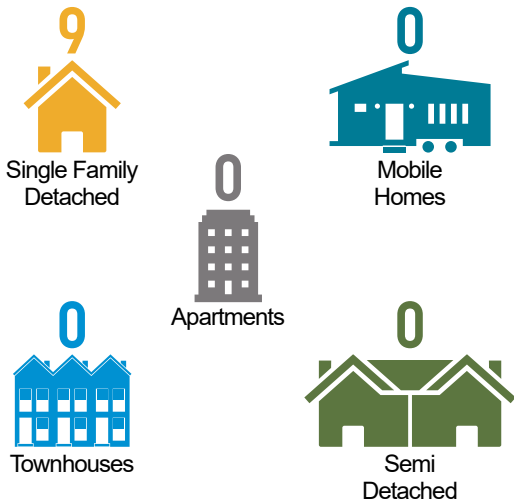 9
Single Family
Detached
0
Mobile
Homes
0
Apartments
0
Townhouses
0
Semi
Detached